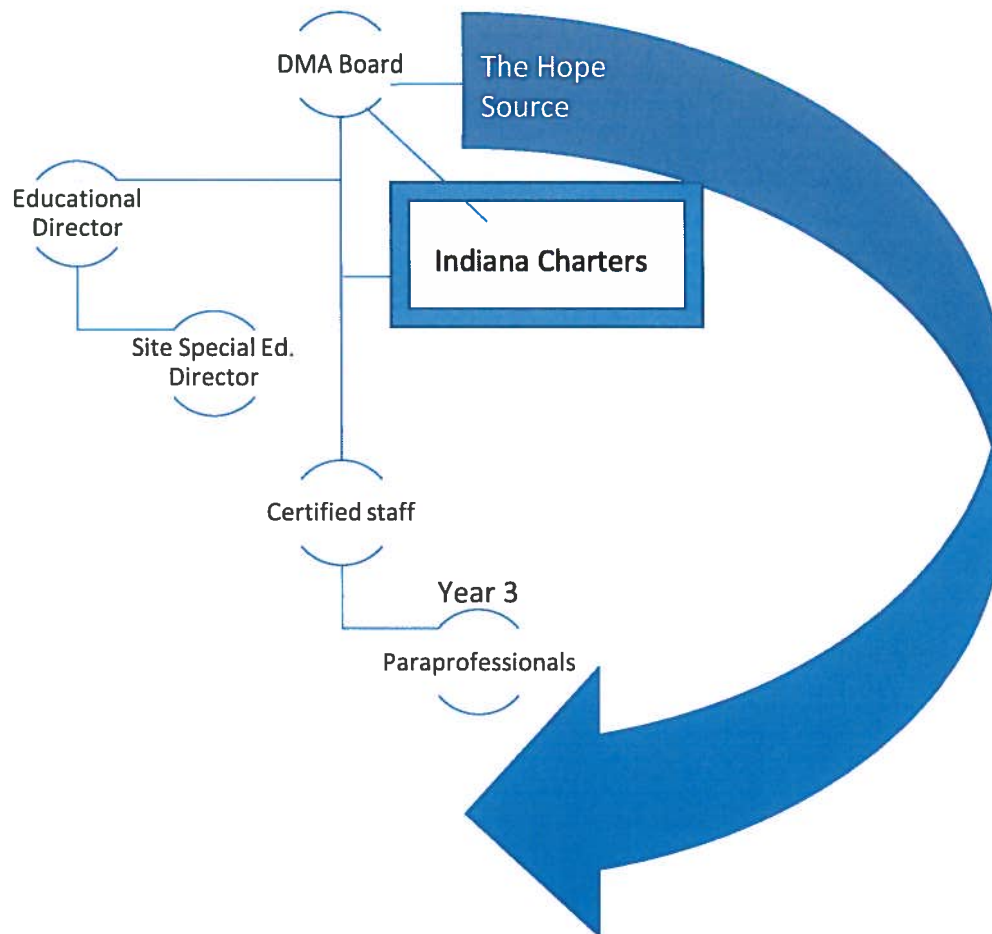 DMA Board
The Hope
Source
Educational
Director
Indiana Charters
Site Special Ed.
Director
Certified staff
Year 3
Paraprofessionals